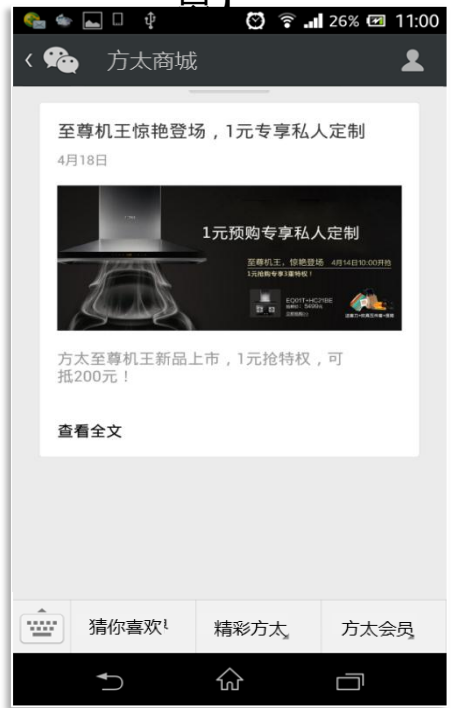 26% 11:00
方太商城
至尊机王惊艳登场，1元专享私人定制
4月18日
1元预购专享私人定制
至尊机王，惊艳登场 4月14日10:00开抢
1元抢购专享3重特权！
EQ01T+HC21BE
方太至尊机王新品上市，1元抢特权，可
抵200元！
查看全文
猜你喜欢
精彩方太
方太会员